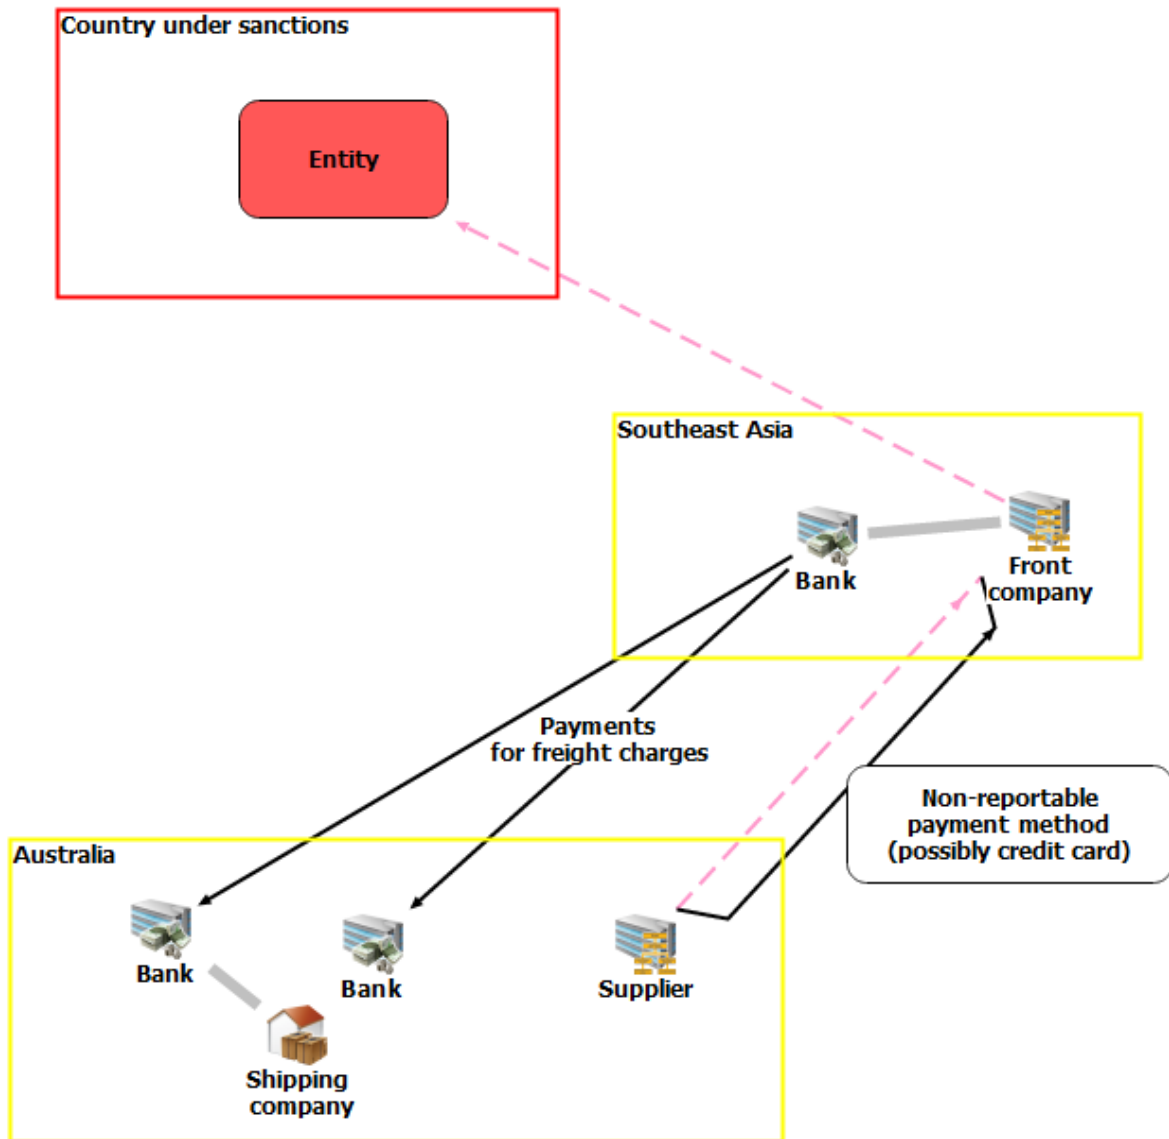 Country under sanctions
Entity
Southeast Asia
Bank
Front
company
Payments
for freight charges
Non-reportable
payment method
(possibly credit card)
Australia
Bank
Bank
Supplier
Shipping
company